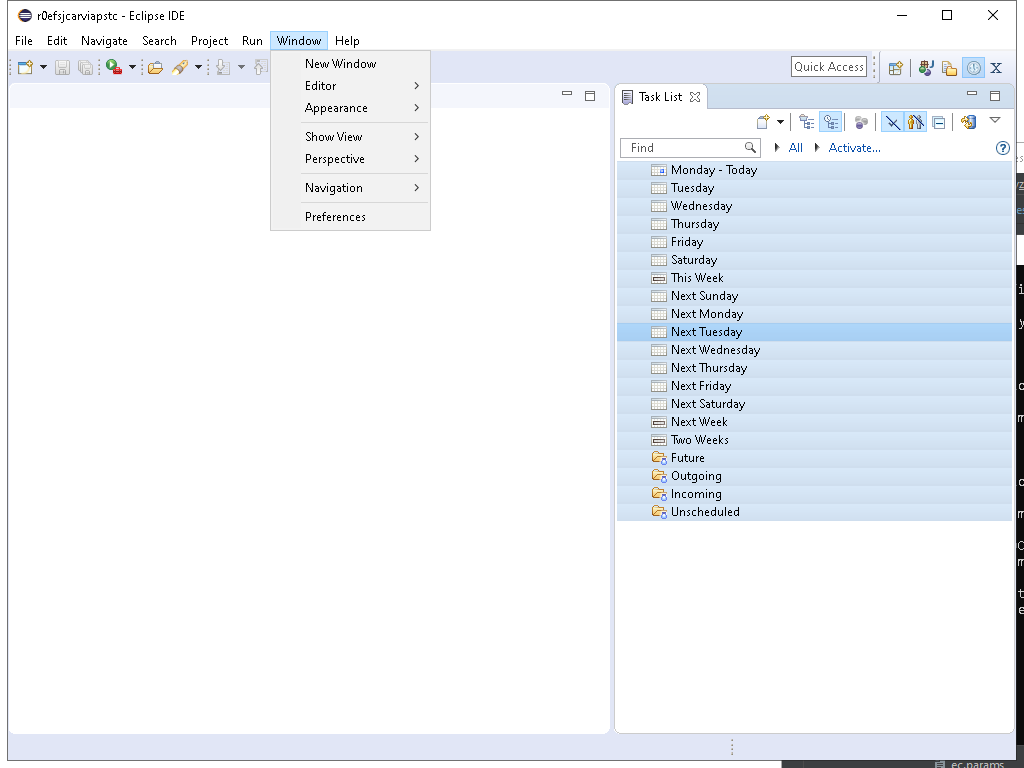 r0efsjcarviapstc - Eclipse IDE
File Edit Navigate Search Project Run Window Help
New Window
Editor
Appearance
Show View
Perspective
Navigation
Preferences
Quick Access
X
Task List
Find
All
Activate...
Monday - Today
Tuesday
Wednesday
Thursday
Friday
Saturday
This Week
Next Sunday
Next Monday
Next Tuesday
Next Wednesday
Next Thursday
Next Friday
Next Saturday
Next Week
Two Weeks
Future
Outgoing
Incoming
Unscheduled
ec.params